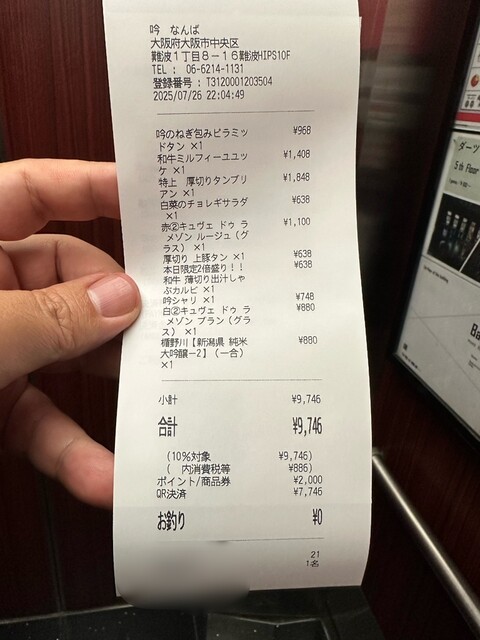 吟 なんば
大阪府大阪市中央区
難波1丁目8−16難波HIPS10F
TEL : 06-6214-1131
登録番号 : T3120001203504
2025/07/26 22:04:49
吟のねぎ包みピラミッ ¥968
ドタン ×1
和牛ミルフィーユユッ ¥1,408
ケ ×1
特上 厚切りタンブリ ¥1,848
アン ×1
白菜のチョレギサラダ ¥638
×1
赤②キュヴェ ドゥ ラ ¥1,100
メゾン ルージュ(グ
ラス) ×1
厚切り 上豚タン ×1 ¥638
本日限定2倍盛り!! ¥638
和牛 薄切り出汁しゃ
ぶカルビ ×1
吟シャリ ×1 ¥748
白②キュヴェ ドゥ ラ ¥880
メゾン ブラン(グラ
ス) ×1
楯野川【新潟県 純米 ¥880
大吟醸−2】(一合)
×1
小計 ¥9,746
合計 ¥9,746
(10%対象 ¥9,746)
( 内消費税等 ¥886)
ポイント/商品券 ¥2,000
QR決済 ¥7,746
お釣り ¥0
21
1名
ダーツ
5th Floor